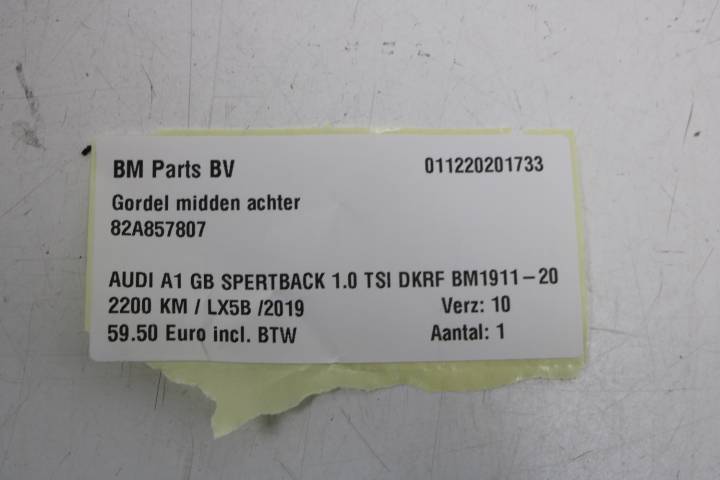 BM Parts BV 011220201733
Gordel midden achter
82A857807
AUDI A1 GB SPERTBACK 1.0 TSI DKRF BM1911-20
2200 KM / LX5B /2019 Verz: 10
59.50 Euro incl. BTW Aantal: 1